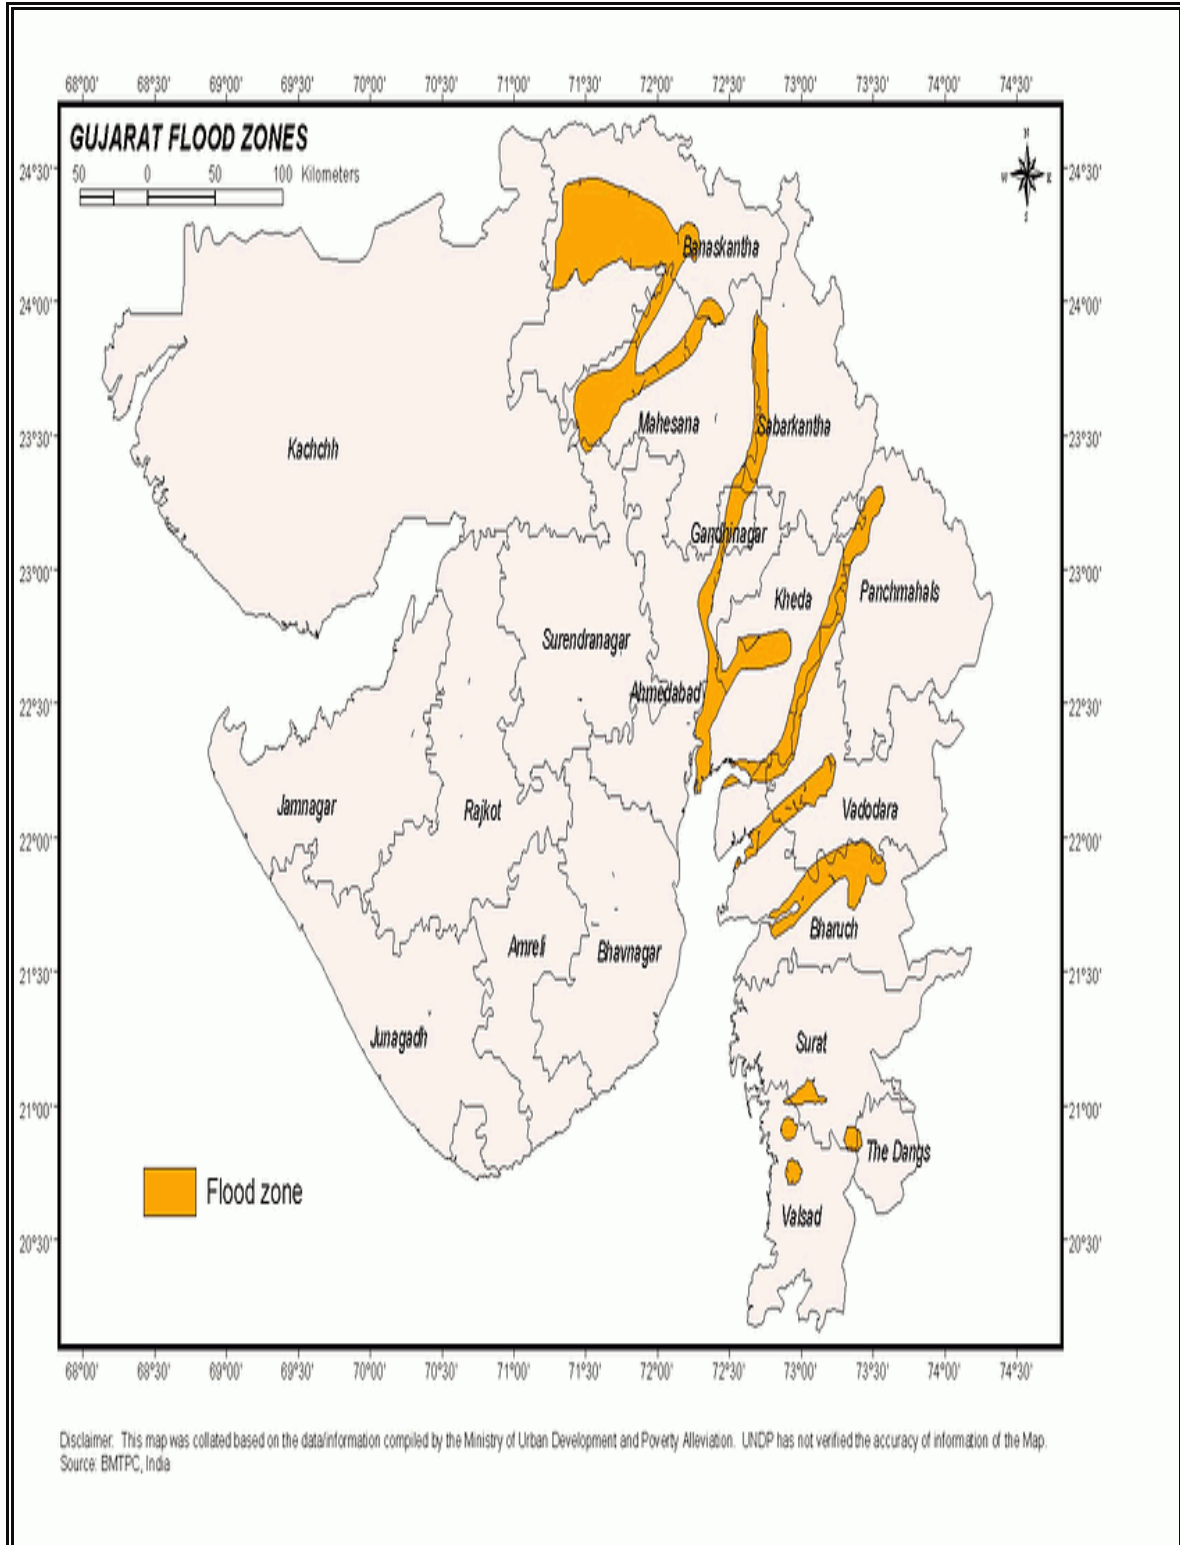 68°00' 68°30' 69°00' 69°30' 70°00' 70°30' 71°00' 71°30' 72°00' 72°30' 73°00' 73°30' 74°00' 74°30'
GUJARAT FLOOD ZONES
50 0 50 100 Kilometers
N
W E
S
24°30' 24°30'
Banaskantha
24°00' 24°00'
Mahesana
Sabarkantha
23°30' 23°30'
Kachchh
Gandhinagar
23°00' 23°00'
Kheda
Panchmahals
Surendranagar
Ahmedabad
22°30' 22°30'
Jamnagar
Rajkot
Vadodara
22°00' 22°00'
Bharuch
Amreli
Bhavnagar
21°30' 21°30'
Junagadh
Surat
21°00' 21°00'
The Dangs
Flood zone
Valsad
20°30' 20°30'
68°00' 68°30' 69°00' 69°30' 70°00' 70°30' 71°00' 71°30' 72°00' 72°30' 73°00' 73°30' 74°00' 74°30'
Disclaimer: This map was collated based on the data/information compiled by the Ministry of Urban Development and Poverty Alleviation. UNDP has not verified the accuracy of information of the Map.
Source: BMTPC, India